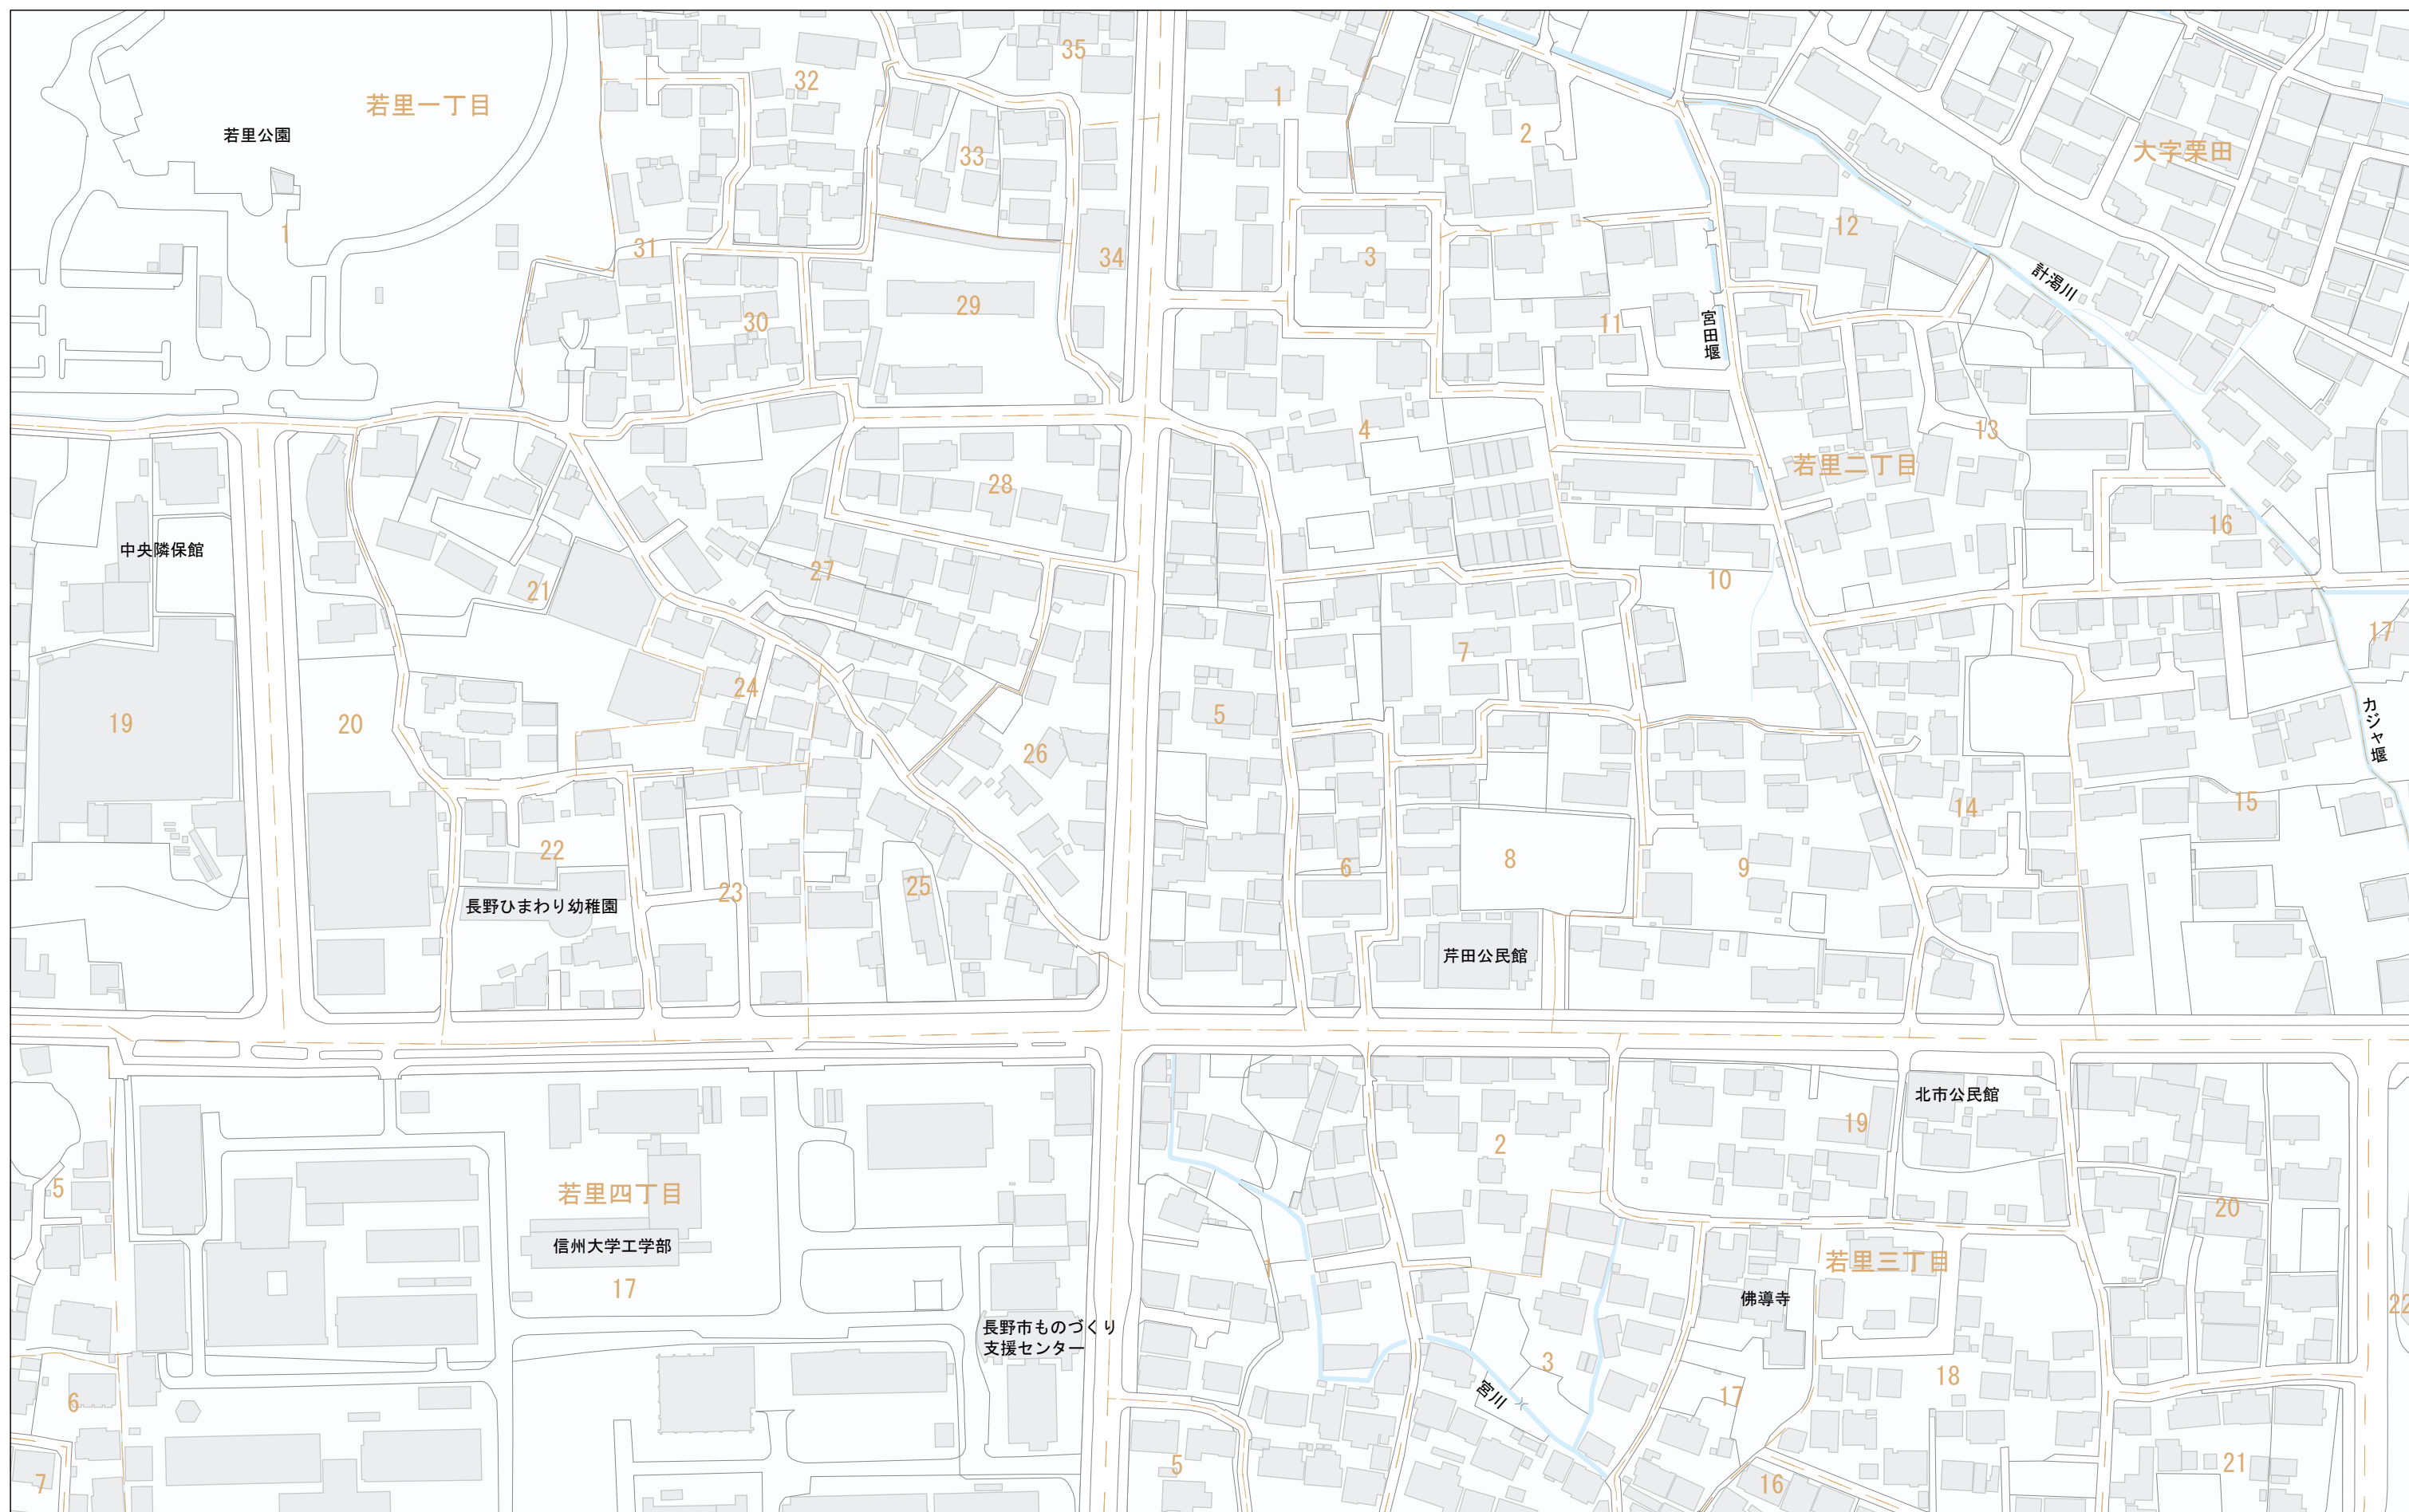 35
32
1
若里一丁目
若里公園
2
大字栗田
33
12
1
31
34
3
計渇川
29
30
11
宮田堰
4
13
若里二丁目
28
16
中央隣保館
27
21
10
17
7
24
5
19
20
26
カジヤ堰
15
14
22
8
6
9
25
23
長野ひまわり幼稚園
芹田公民館
北市公民館
19
2
5
若里四丁目
20
信州大学工学部
若里三丁目
1
17
佛導寺
22
長野市ものづくり
支援センター
3
18
宮川
17
6
5
21
7
16